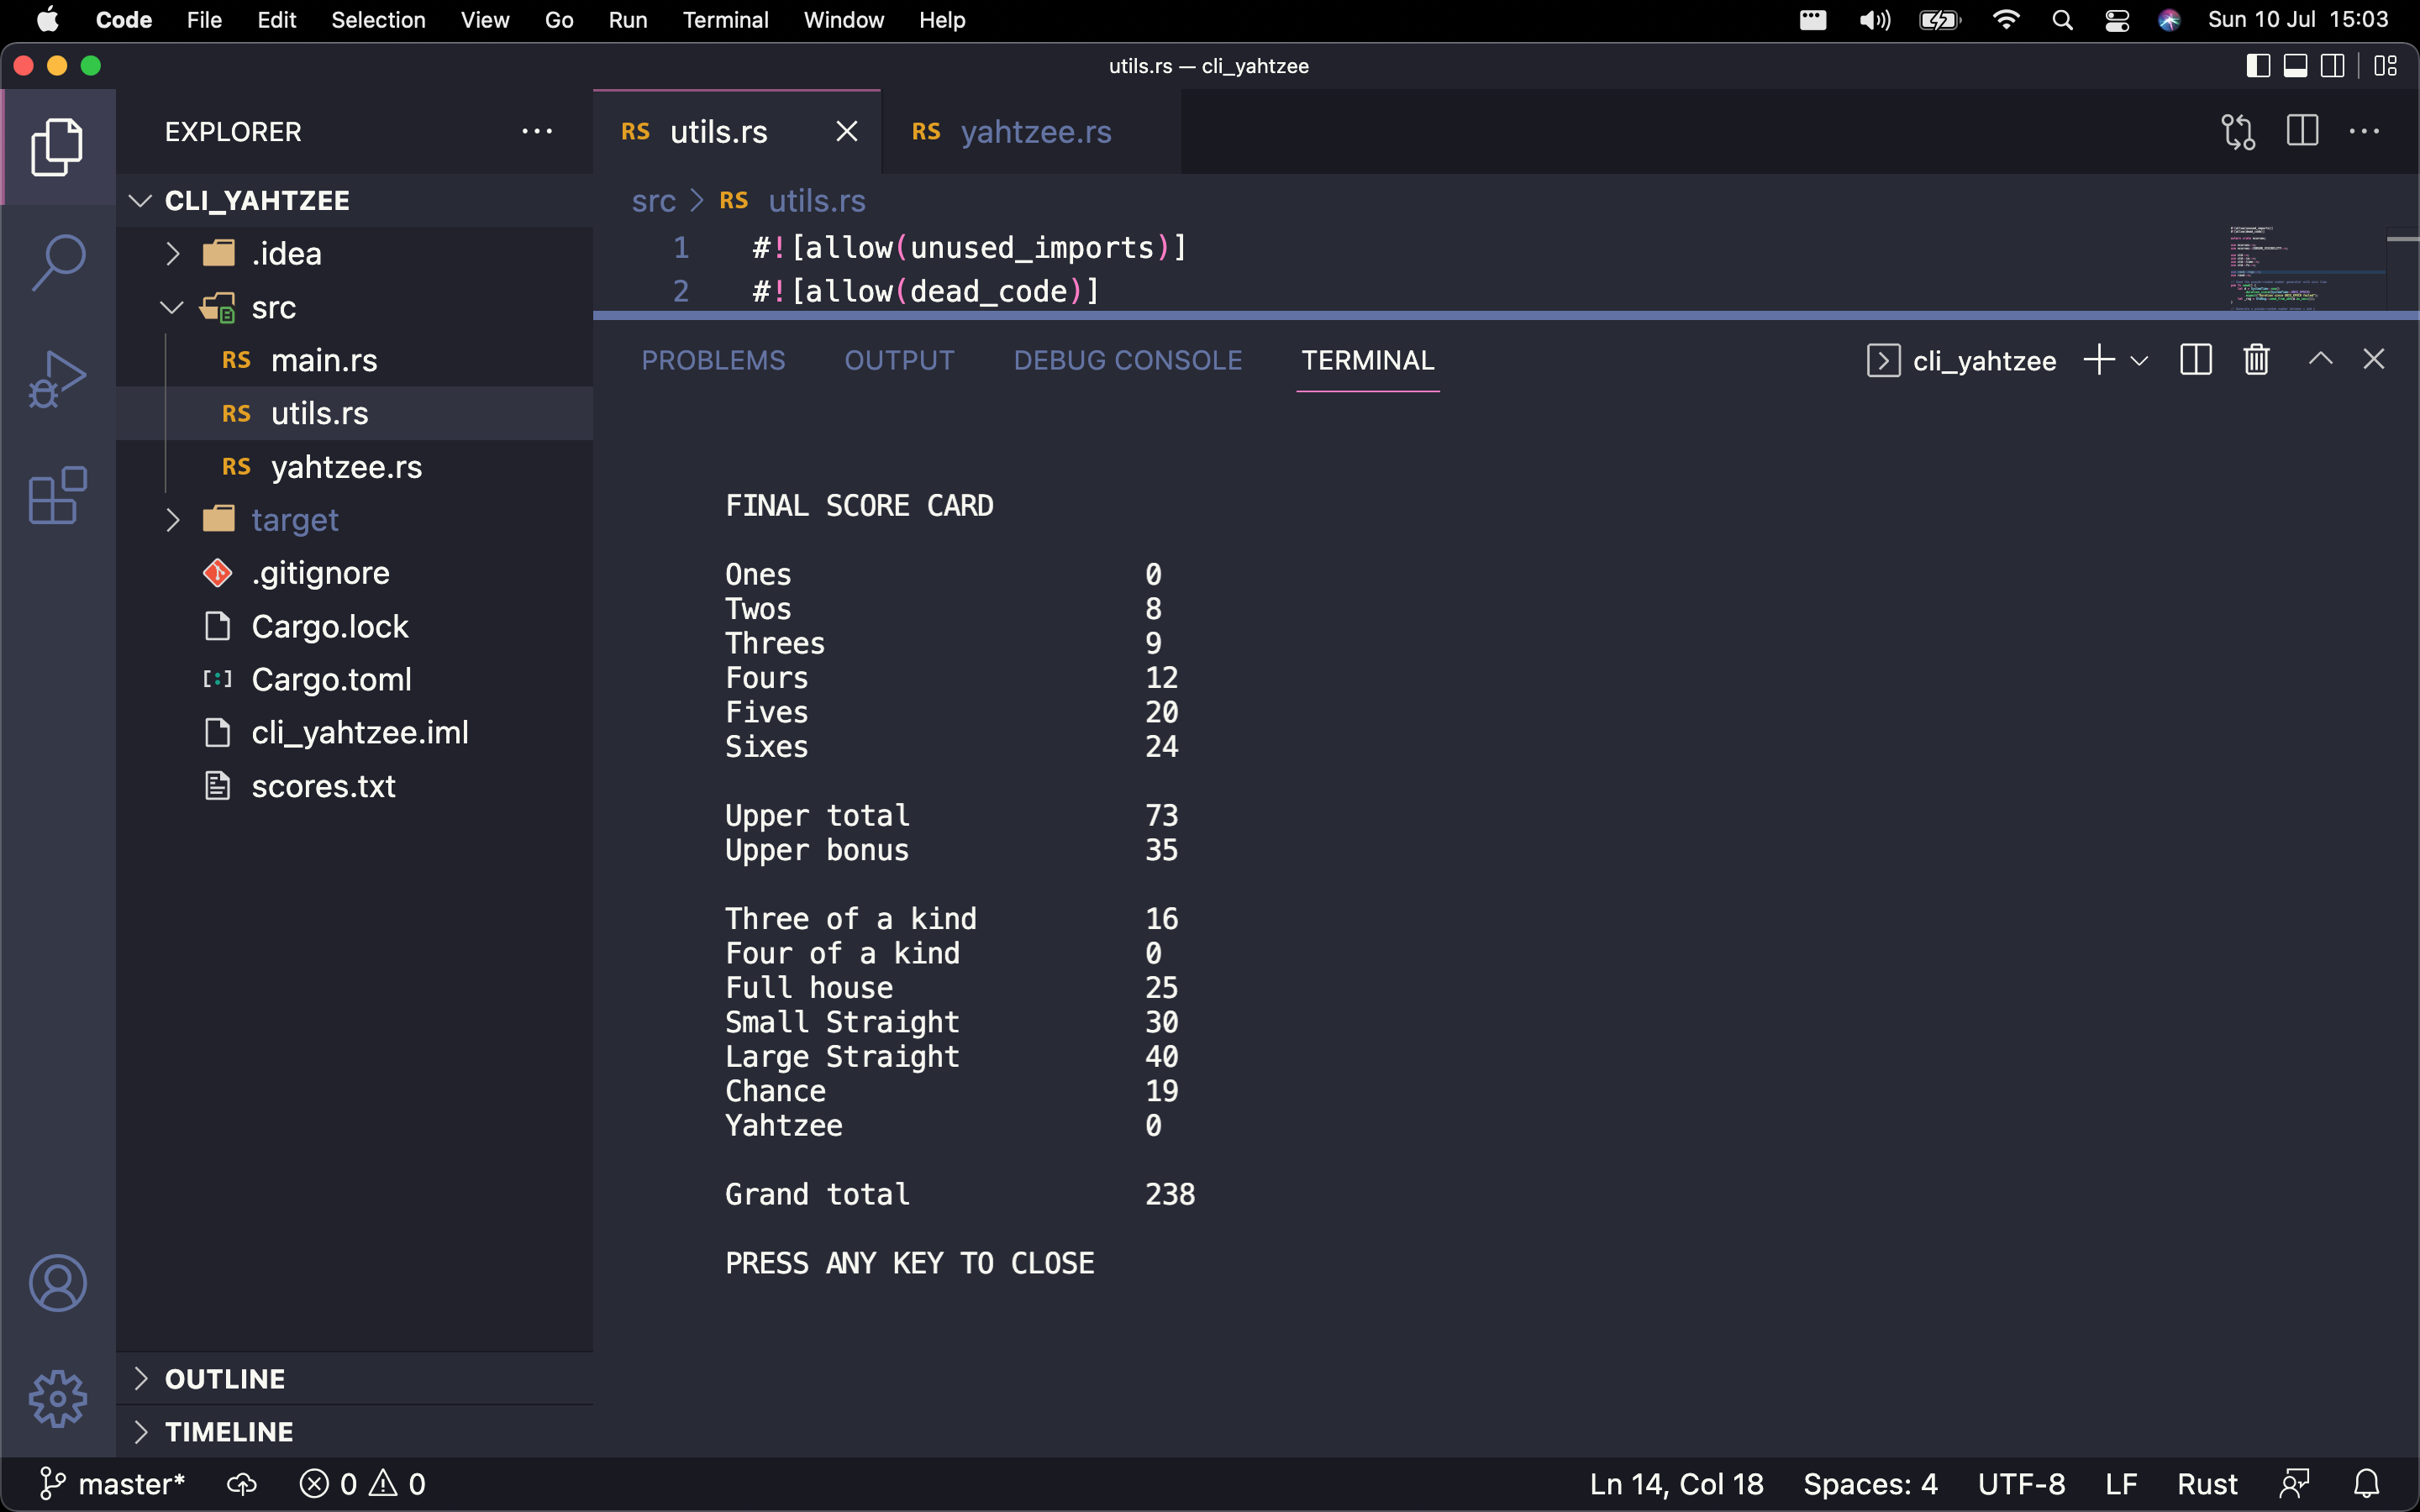 Code File Edit Selection View Go Run Terminal Window Help Sun 10 Jul 15:03
utils.rs — cli_yahtzee
EXPLORER
RS utils.rs RS yahtzee.rs
CLI_YAHTZEE
.idea
src
RS main.rs
RS utils.rs
RS yahtzee.rs
target
.gitignore
Cargo.lock
Cargo.toml
cli_yahtzee.iml
scores.txt
OUTLINE
TIMELINE
src > RS utils.rs
1 #![allow(unused_imports)]
2 #![allow(dead_code)]
PROBLEMS OUTPUT DEBUG CONSOLE TERMINAL cli_yahtzee
FINAL SCORE CARD
Ones 0
Twos 8
Threes 9
Fours 12
Fives 20
Sixes 24
Upper total 73
Upper bonus 35
Three of a kind 16
Four of a kind 0
Full house 25
Small Straight 30
Large Straight 40
Chance 19
Yahtzee 0
Grand total 238
PRESS ANY KEY TO CLOSE
master* 0 0 Ln 14, Col 18 Spaces: 4 UTF-8 LF Rust